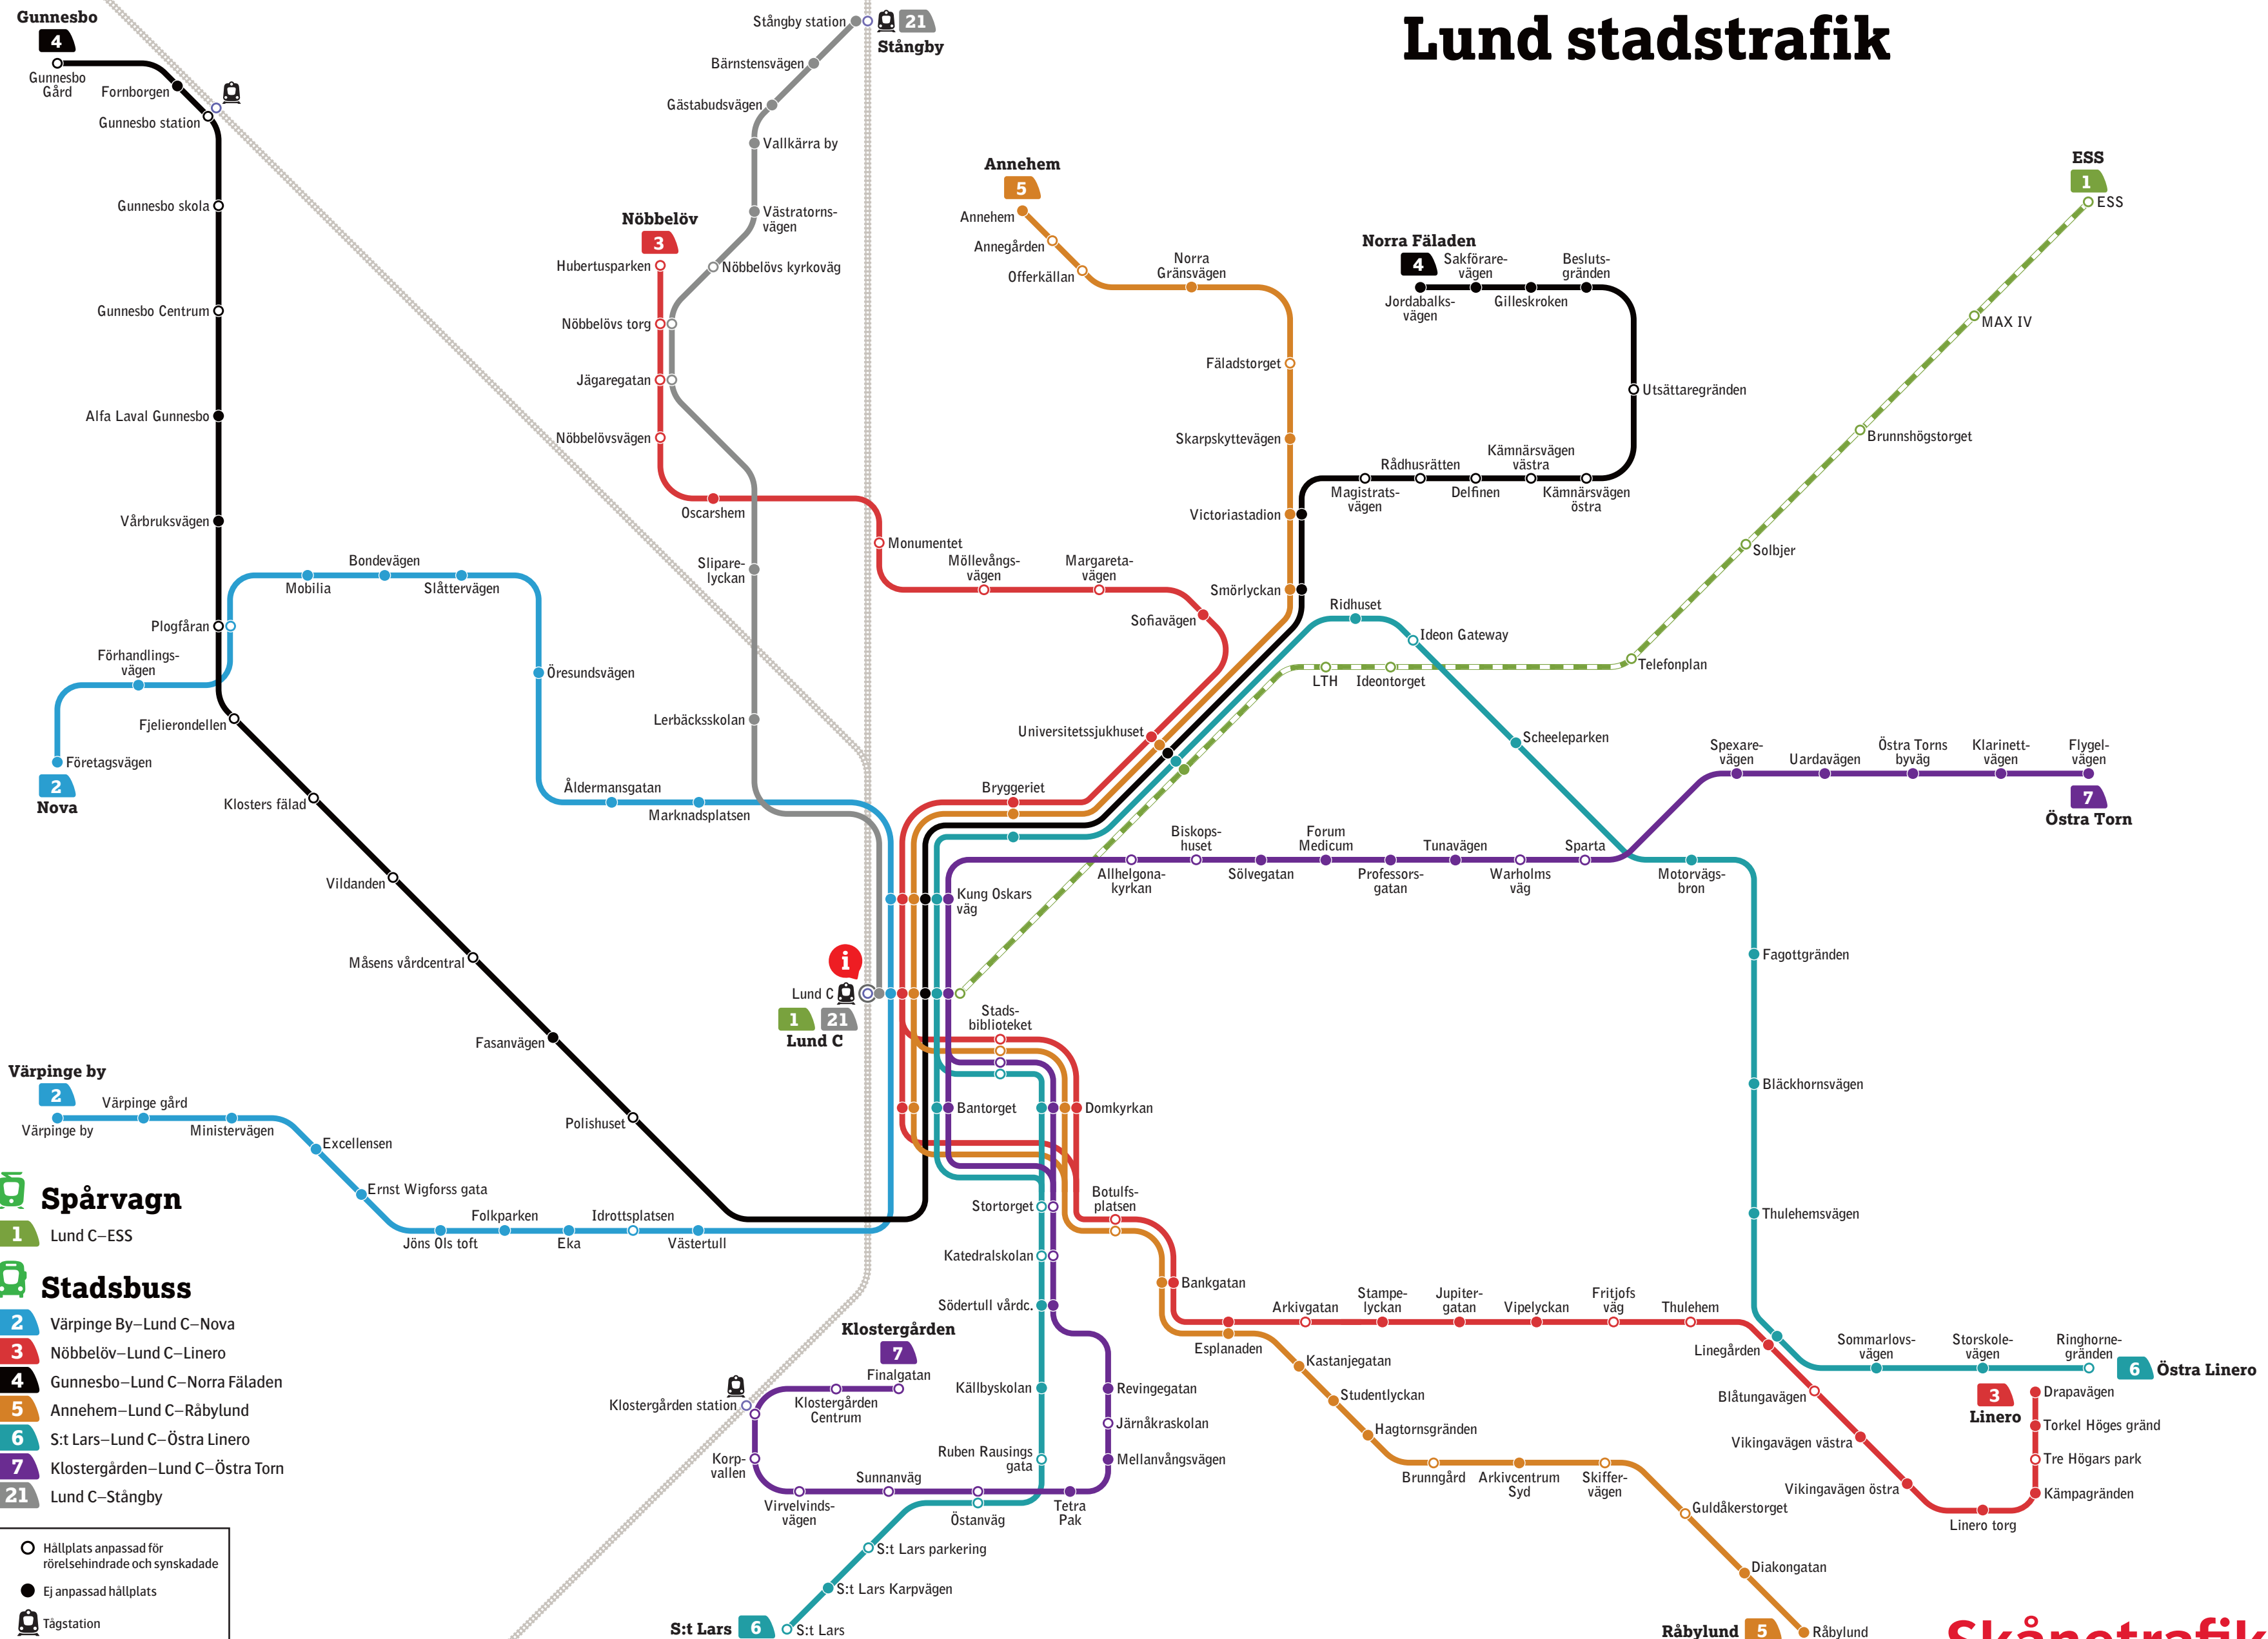 Lund stadstrafik
Gunnesbo
4
Gunnesbo
Gård
Fornborgen
Gunnesbo station
Gunnesbo skola
Gunnesbo Centrum
Alfa Laval Gunnesbo
Vårbruksvägen
Plogfåran
Fjelierondellen
Klosters fälad
Vildanden
Måsens vårdcentral
Fasanvägen
Polishuset
Mobilia
Bondevägen
Slåttervägen
Öresundsvägen
Åldermansgatan
Marknadsplatsen
Förhandlings-
vägen
Företagsvägen
2
Nova
Stångby station
21
Stångby
Bärnstensvägen
Gästabudsvägen
Vallkärra by
Västratorns-
vägen
Nöbbelövs kyrkoväg
Nöbbelöv
3
Hubertusparken
Nöbbelövs torg
Jägaregatan
Nöbbelövsvägen
Oscarshem
Slipare-
lyckan
Lerbäcksskolan
Monumentet
Möllevångs-
vägen
Margareta-
vägen
Sofiavägen
Universitetssjukhuset
Bryggeriet
Annehem
5
Annehem
Annegården
Offerkällan
Norra
Gränsvägen
Fäladstorget
Skarpskyttevägen
Victoriastadion
Smörlyckan
Norra Fäladen
4
Jordabalks-
vägen
Sakförare-
vägen
Gilleskroken
Besluts-
gränden
Utsättaregränden
Magistrats-
vägen
Rådhusrätten
Delfinen
Kämnärsvägen
västra
Kämnärsvägen
östra
ESS
1
ESS
MAX IV
Brunnshögstorget
Solbjer
Telefonplan
Ideontorget
LTH
Ridhuset
Ideon Gateway
Scheeleparken
Spexare-
vägen
Uardavägen
Östra Torns
byväg
Klarinett-
vägen
Flygel-
vägen
7
Östra Torn
Allhelgona-
kyrkan
Biskops-
huset
Sölvegatan
Forum
Medicum
Professors-
gatan
Tunavägen
Warholms
väg
Sparta
Motorvägs-
bron
Fagottgränden
Bläckhornsvägen
Thulehemsvägen
Kung Oskars
väg
i
Lund C
1
21
Lund C
Stads-
biblioteket
Bantorget
Domkyrkan
Stortorget
Botulfs-
platsen
Katedralskolan
Bankgatan
Södertull vårdc.
Värpinge by
2
Värpinge by
Värpinge gård
Ministervägen
Excellensen
Ernst Wigforss gata
Jöns Ols toft
Folkparken
Eka
Idrottsplatsen
Västertull
Klostergården
7
Finalgatan
Klostergården
Centrum
Klostergården station
Korp-
vallen
Virvelvinds-
vägen
Sunnanväg
Östanväg
Tetra
Pak
Källbyskolan
Ruben Rausings
gata
Revingegatan
Järnåkraskolan
Mellanvångsvägen
S:t Lars parkering
S:t Lars Karpvägen
S:t Lars
6
S:t Lars
Esplanaden
Arkivgatan
Stampe-
lyckan
Jupiter-
gatan
Vipelyckan
Fritjofs
väg
Thulehem
Linegården
Blåtungavägen
Vikingavägen västra
Vikingavägen östra
Linero torg
Kämpagränden
Tre Högars park
Torkel Höges gränd
Drapavägen
3
Linero
Sommarlovs-
vägen
Storskole-
vägen
Ringhorne-
gränden
6
Östra Linero
Kastanjegatan
Studentlyckan
Hagtornsgränden
Brunngård
Arkivcentrum
Syd
Skiffer-
vägen
Guldåkerstorget
Diakongatan
Råbylund
5
Råbylund
Spårvagn
1 Lund C–ESS
Stadsbuss
2 Värpinge By–Lund C–Nova
3 Nöbbelöv–Lund C–Linero
4 Gunnesbo–Lund C–Norra Fäladen
5 Annehem–Lund C–Råbylund
6 S:t Lars–Lund C–Östra Linero
7 Klostergården–Lund C–Östra Torn
21 Lund C–Stångby
Hållplats anpassad för
rörelsehindrade och synskadade
Ej anpassad hållplats
Tågstation
Skånetrafik